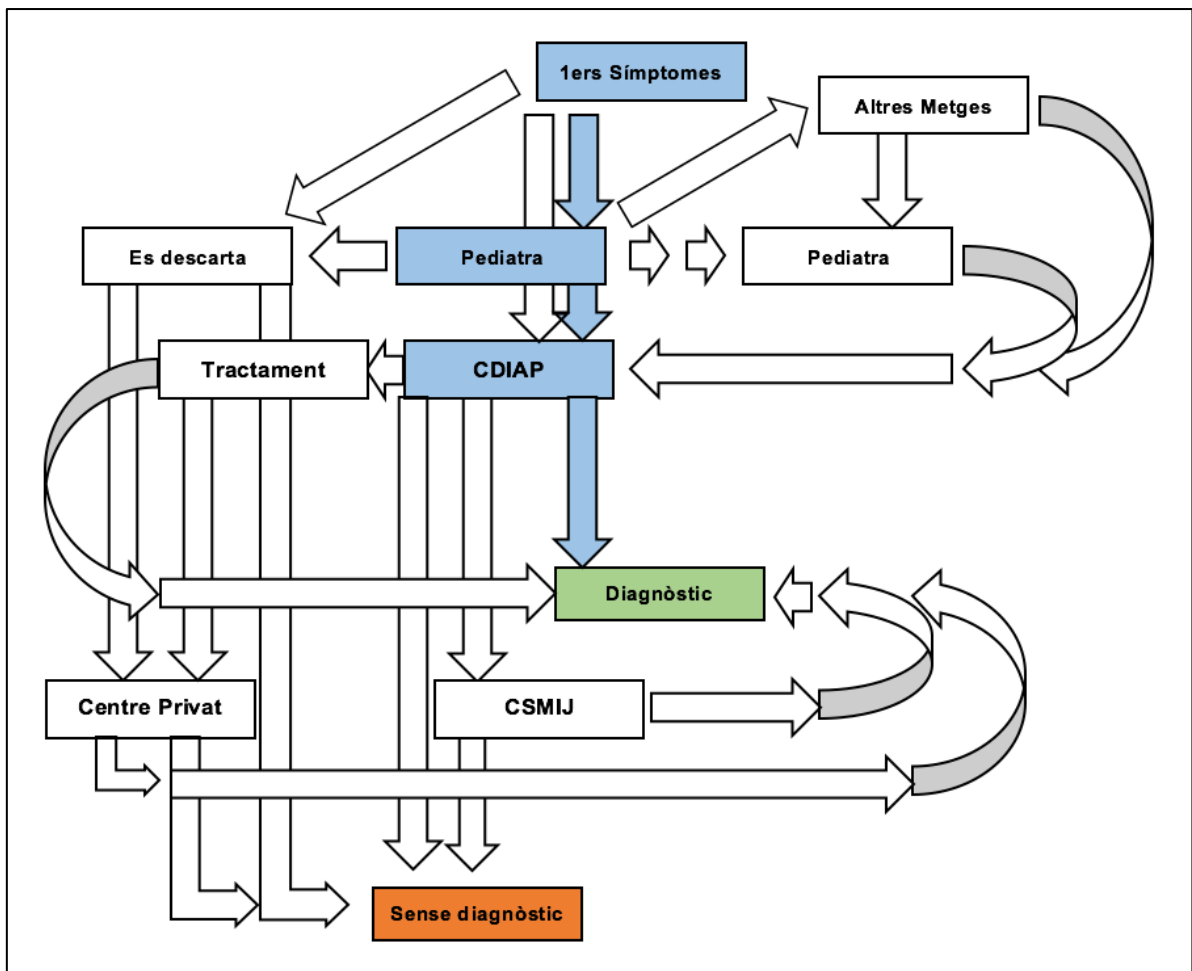 1ers Símptomes
Altres Metges
Es descarta
Pediatra
Pediatra
Tractament
CDIAP
Diagnòstic
Centre Privat
CSMIJ
Sense diagnòstic